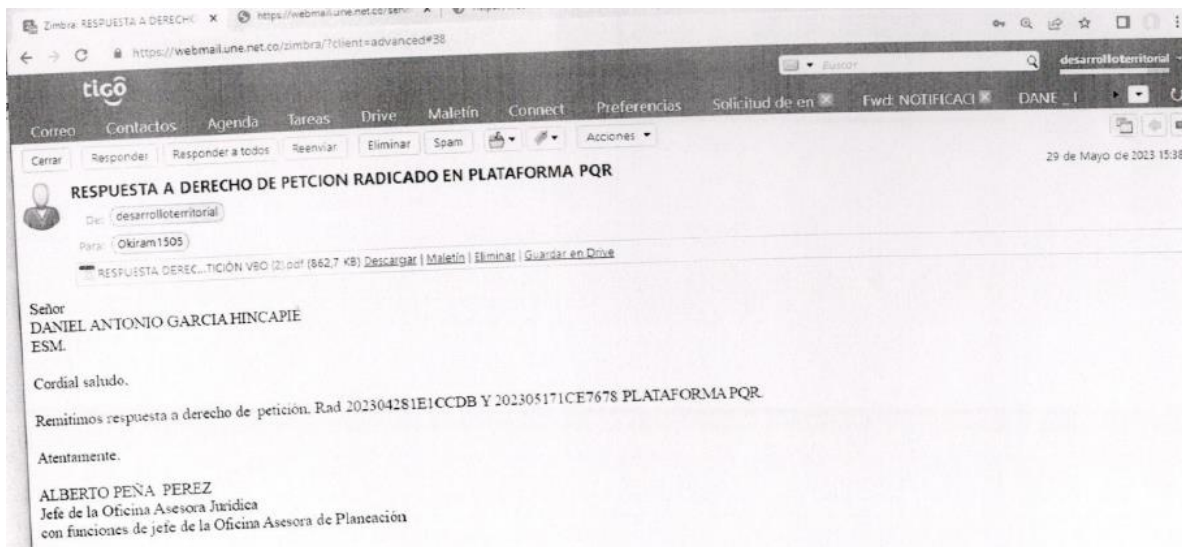 Zimbra: RESPUESTA A DERECHO
https://webmail.une.net.co/zimbra/?client=advanced#38
tigo
Buscar
desarrolloterritorial
Correo Contactos Agenda Tareas Drive Maletín Connect Preferencias Solicitud de en Fwd: NOTIFICACI DANE _ I
Cerrar Responder Responder a todos Reenviar Eliminar Spam Acciones
29 de Mayo de 2023 15:38
RESPUESTA A DERECHO DE PETCION RADICADO EN PLATAFORMA PQR
De: desarrolloterritorial
Para: Okiram1505
RESPUESTA DEREC...TICIÓN VBO (2).pdf (862,7 KB) Descargar | Maletín | Eliminar | Guardar en Drive
Señor
DANIEL ANTONIO GARCIA HINCAPIÉ
ESM.
Cordial saludo.
Remitimos respuesta a derecho de petición. Rad 202304281E1CCDB Y 202305171CE7678 PLATAFORMA PQR.
Atentamente.
ALBERTO PEÑA PEREZ
Jefe de la Oficina Asesora Juridica
con funciones de jefe de la Oficina Asesora de Planeación